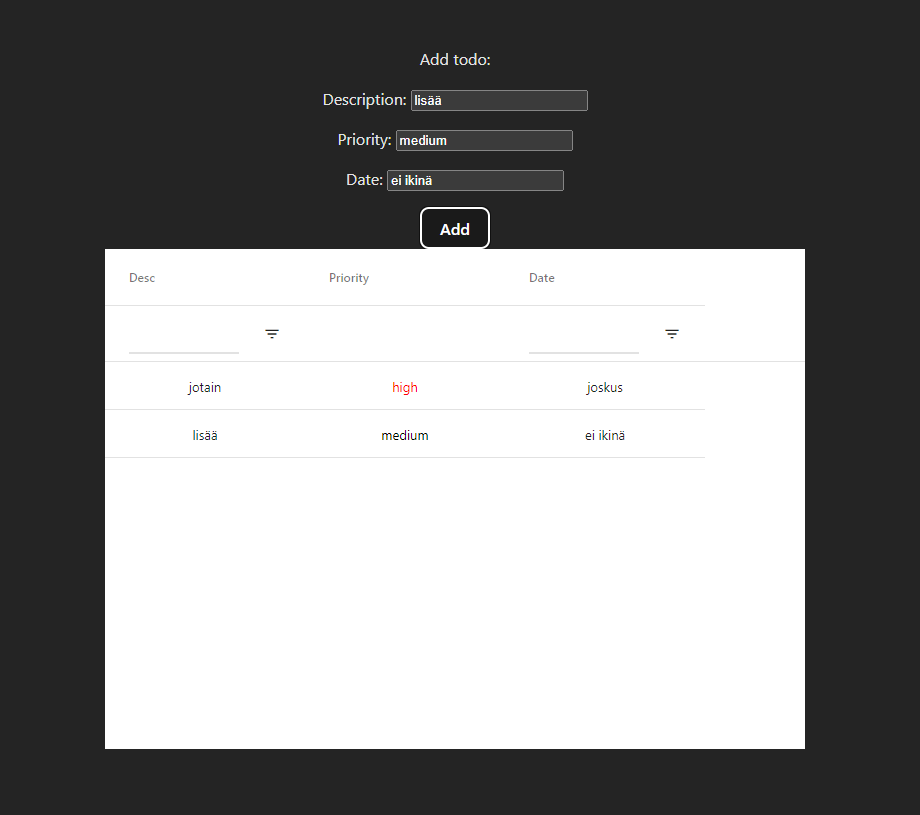 Add todo:
Description: lisää
Priority: medium
Date: ei ikinä
Add
Desc Priority Date
jotain high joskus
lisää medium ei ikinä